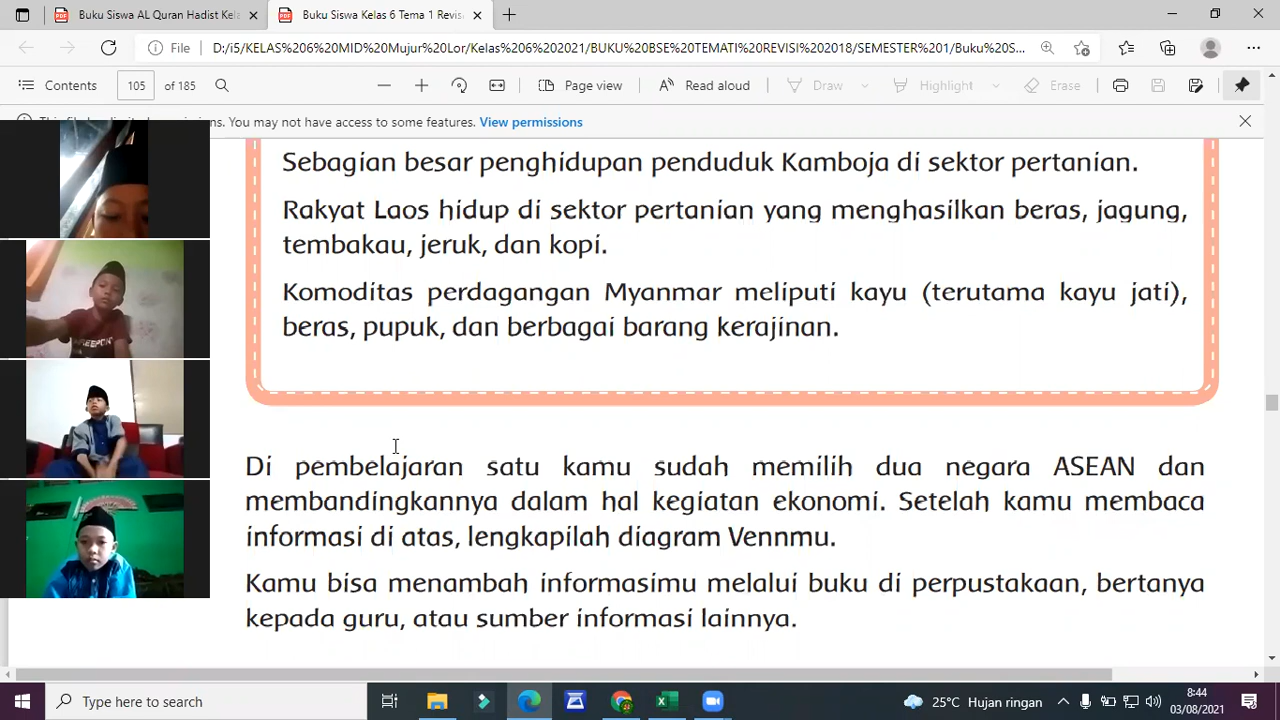 Buku Siswa AL Quran Hadist Kela
Buku Siswa Kelas 6 Tema 1 Revis
File
D:/i5/KELAS%206%20MID%20Mujur%20Lor/Kelas%206%202021/BUKU%20BSE%20TEMATI%20REVISI%202018/SEMESTER%201/Buku%20S...
Contents 105 of 185 Page view Read aloud Draw Highlight Erase
permissions. You may not have access to some features. View permissions
Sebagian besar penghidupan penduduk Kamboja di sektor pertanian.
Rakyat Laos hidup di sektor pertanian yang menghasilkan beras, jagung,
tembakau, jeruk, dan kopi.
Komoditas perdagangan Myanmar meliputi kayu (terutama kayu jati),
beras, pupuk, dan berbagai barang kerajinan.
Di pembelajaran satu kamu sudah memilih dua negara ASEAN dan
membandingkannya dalam hal kegiatan ekonomi. Setelah kamu membaca
informasi di atas, lengkapilah diagram Vennmu.
Kamu bisa menambah informasimu melalui buku di perpustakaan, bertanya
kepada guru, atau sumber informasi lainnya.
Type here to search
25°C Hujan ringan
8:44
03/08/2021